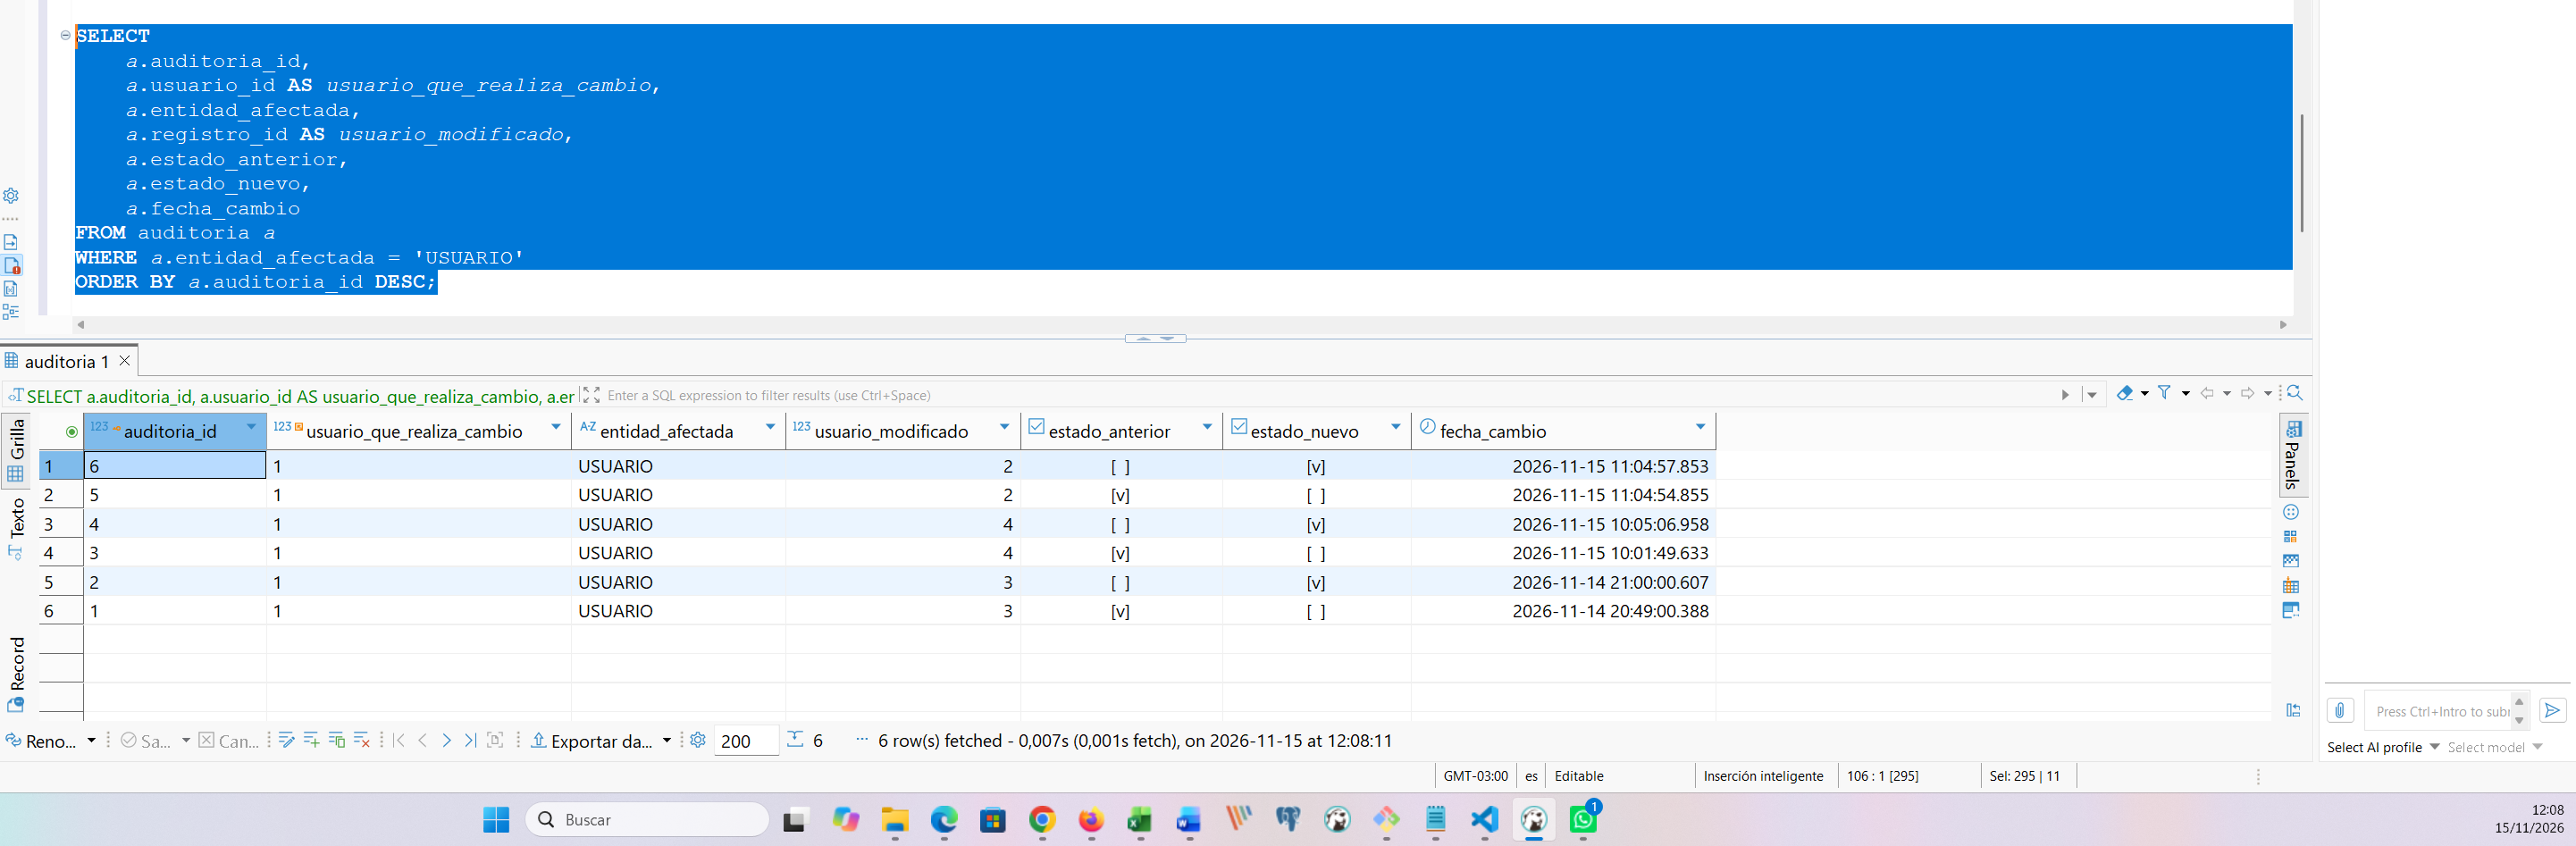 SELECT
a.auditoria_id,
a.usuario_id AS usuario_que_realiza_cambio,
a.entidad_afectada,
a.registro_id AS usuario_modificado,
a.estado_anterior,
a.estado_nuevo,
a.fecha_cambio
FROM auditoria a
WHERE a.entidad_afectada = 'USUARIO'
ORDER BY a.auditoria_id DESC;
auditoria 1
SELECT a.auditoria_id, a.usuario_id AS usuario_que_realiza_cambio, a.er
Enter a SQL expression to filter results (use Ctrl+Space)
Grilla
Texto
Record
Panels
123 auditoria_id 123 usuario_que_realiza_cambio A-Z entidad_afectada 123 usuario_modificado estado_anterior estado_nuevo fecha_cambio
1 6 1 USUARIO 2 [ ] [v] 2026-11-15 11:04:57.853
2 5 1 USUARIO 2 [v] [ ] 2026-11-15 11:04:54.855
3 4 1 USUARIO 4 [ ] [v] 2026-11-15 10:05:06.958
4 3 1 USUARIO 4 [v] [ ] 2026-11-15 10:01:49.633
5 2 1 USUARIO 3 [ ] [v] 2026-11-14 21:00:00.607
6 1 1 USUARIO 3 [v] [ ] 2026-11-14 20:49:00.388
Reno... Sa... Can... Exportar da... 200 6 ... 6 row(s) fetched - 0,007s (0,001s fetch), on 2026-11-15 at 12:08:11
Press Ctrl+Intro to subr
Select AI profile Select model
GMT-03:00 es Editable Inserción inteligente 106 : 1 [295] Sel: 295 | 11
Buscar
1
12:08
15/11/2026